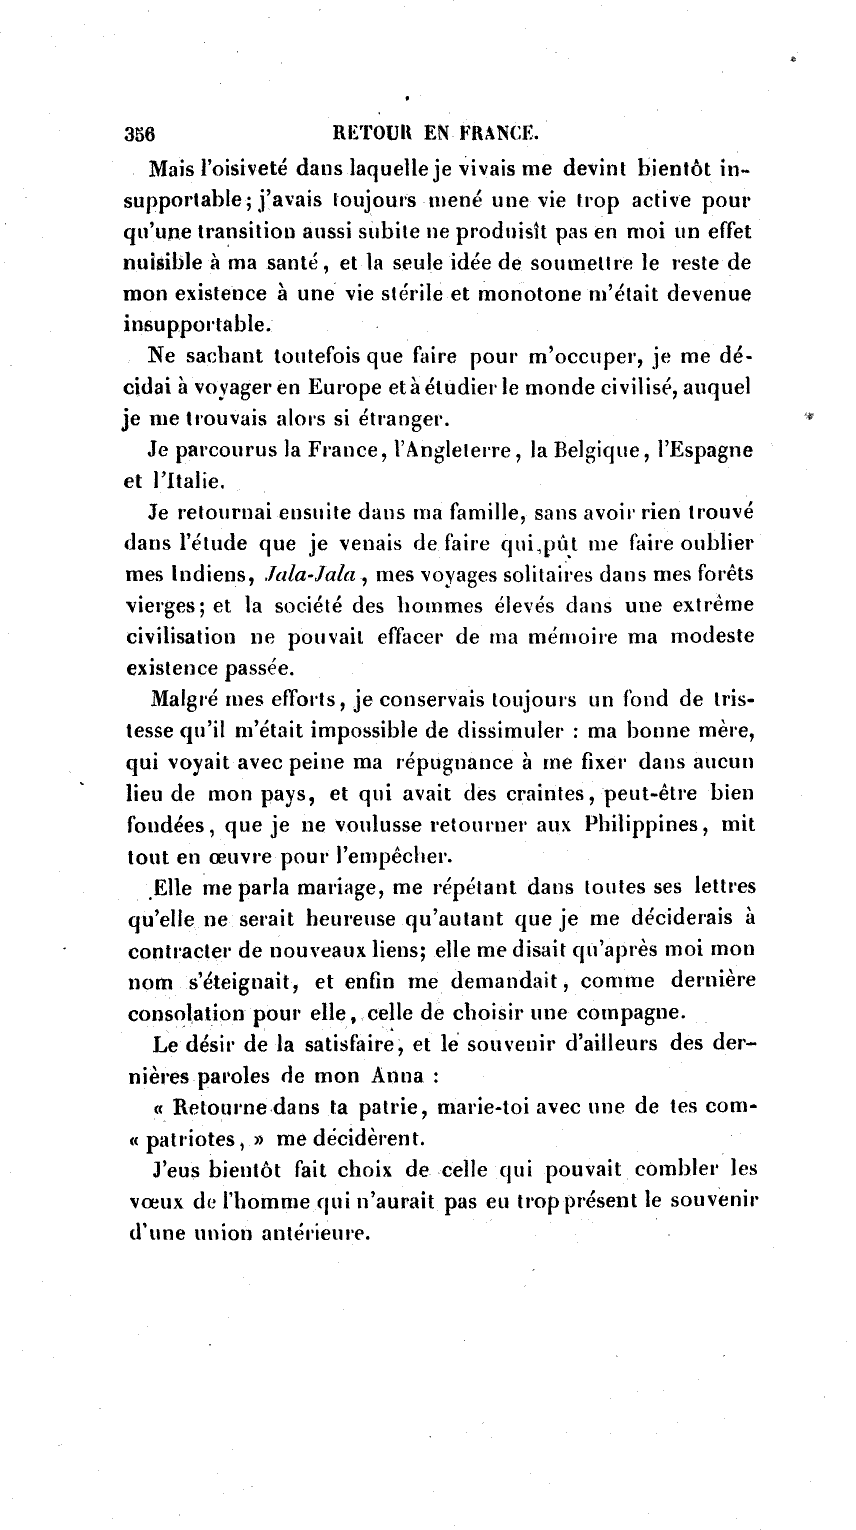 356 RETOUR EN FRANCE.
Mais l'oisiveté dans laquelle je vivais me devint bientôt in-
supportable; j'avais toujours mené une vie trop active pour
qu'une transition aussi subite ne produisît pas en moi un effet
nuisible à ma santé, et la seule idée de soumettre le reste de
mon existence à une vie stérile et monotone m'était devenue
insupportable.
Ne sachant toutefois que faire pour m'occuper, je me dé-
cidai à voyager en Europe et à étudier le monde civilisé, auquel
je me trouvais alors si étranger.
Je parcourus la France, l'Angleterre, la Belgique, l'Espagne
et l'Italie.
Je retournai ensuite dans ma famille, sans avoir rien trouvé
dans l'étude que je venais de faire qui pût me faire oublier
mes Indiens, Jala-Jala, mes voyages solitaires dans mes forêts
vierges; et la société des hommes élevés dans une extrême
civilisation ne pouvait effacer de ma mémoire ma modeste
existence passée.
Malgré mes efforts, je conservais toujours un fond de tris-
tesse qu'il m'était impossible de dissimuler : ma bonne mère,
qui voyait avec peine ma répugnance à me fixer dans aucun
lieu de mon pays, et qui avait des craintes, peut-être bien
fondées, que je ne voulusse retourner aux Philippines, mit
tout en œuvre pour l'empêcher.
Elle me parla mariage, me répétant dans toutes ses lettres
qu'elle ne serait heureuse qu'autant que je me déciderais à
contracter de nouveaux liens; elle me disait qu'après moi mon
nom s'éteignait, et enfin me demandait, comme dernière
consolation pour elle, celle de choisir une compagne.
Le désir de la satisfaire, et le souvenir d'ailleurs des der-
nières paroles de mon Anna :
« Retourne dans ta patrie, marie-toi avec une de tes com-
« patriotes, » me décidèrent.
J'eus bientôt fait choix de celle qui pouvait combler les
vœux de l'homme qui n'aurait pas eu trop présent le souvenir
d'une union antérieure.